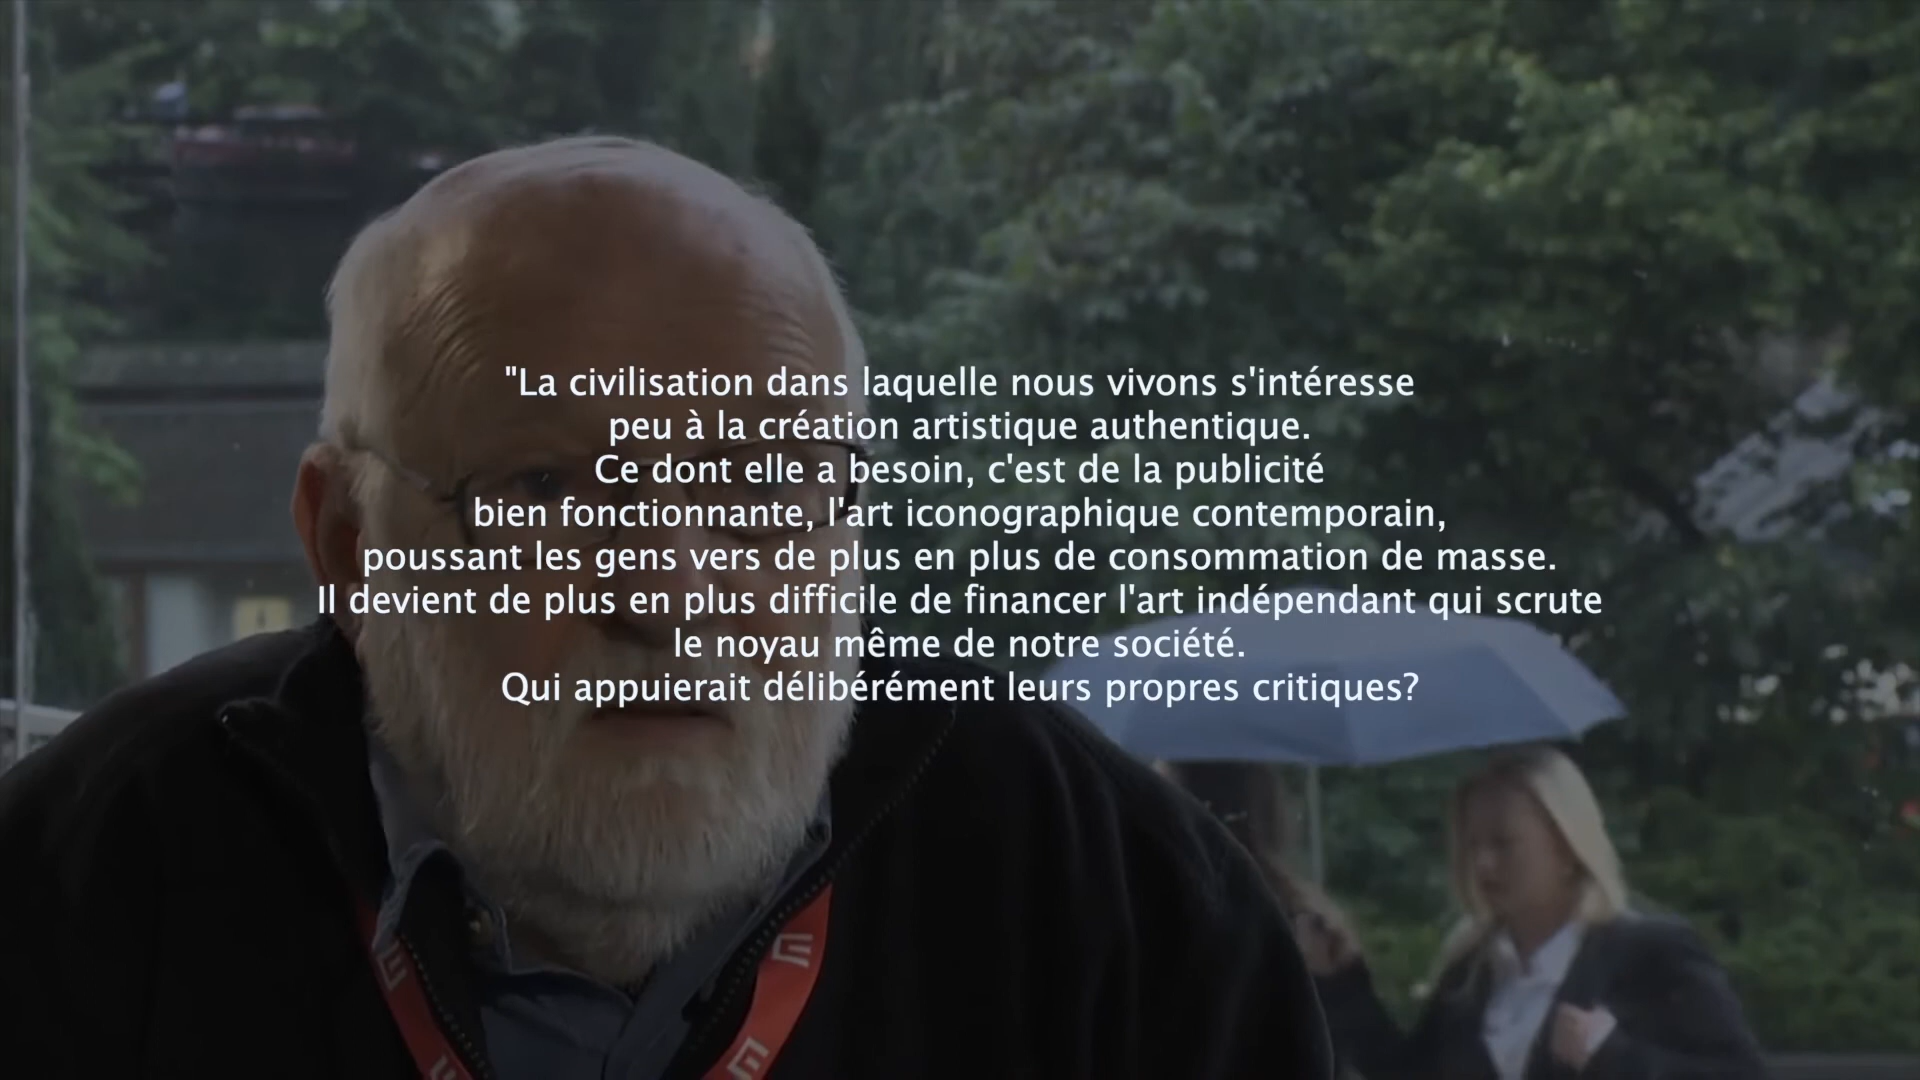 "La civilisation dans laquelle nous vivons s'intéresse
peu à la création artistique authentique.
Ce dont elle a besoin, c'est de la publicité
bien fonctionnante, l'art iconographique contemporain,
poussant les gens vers de plus en plus de consommation de masse.
Il devient de plus en plus difficile de financer l'art indépendant qui scrute
le noyau même de notre société.
Qui appuierait délibérément leurs propres critiques?